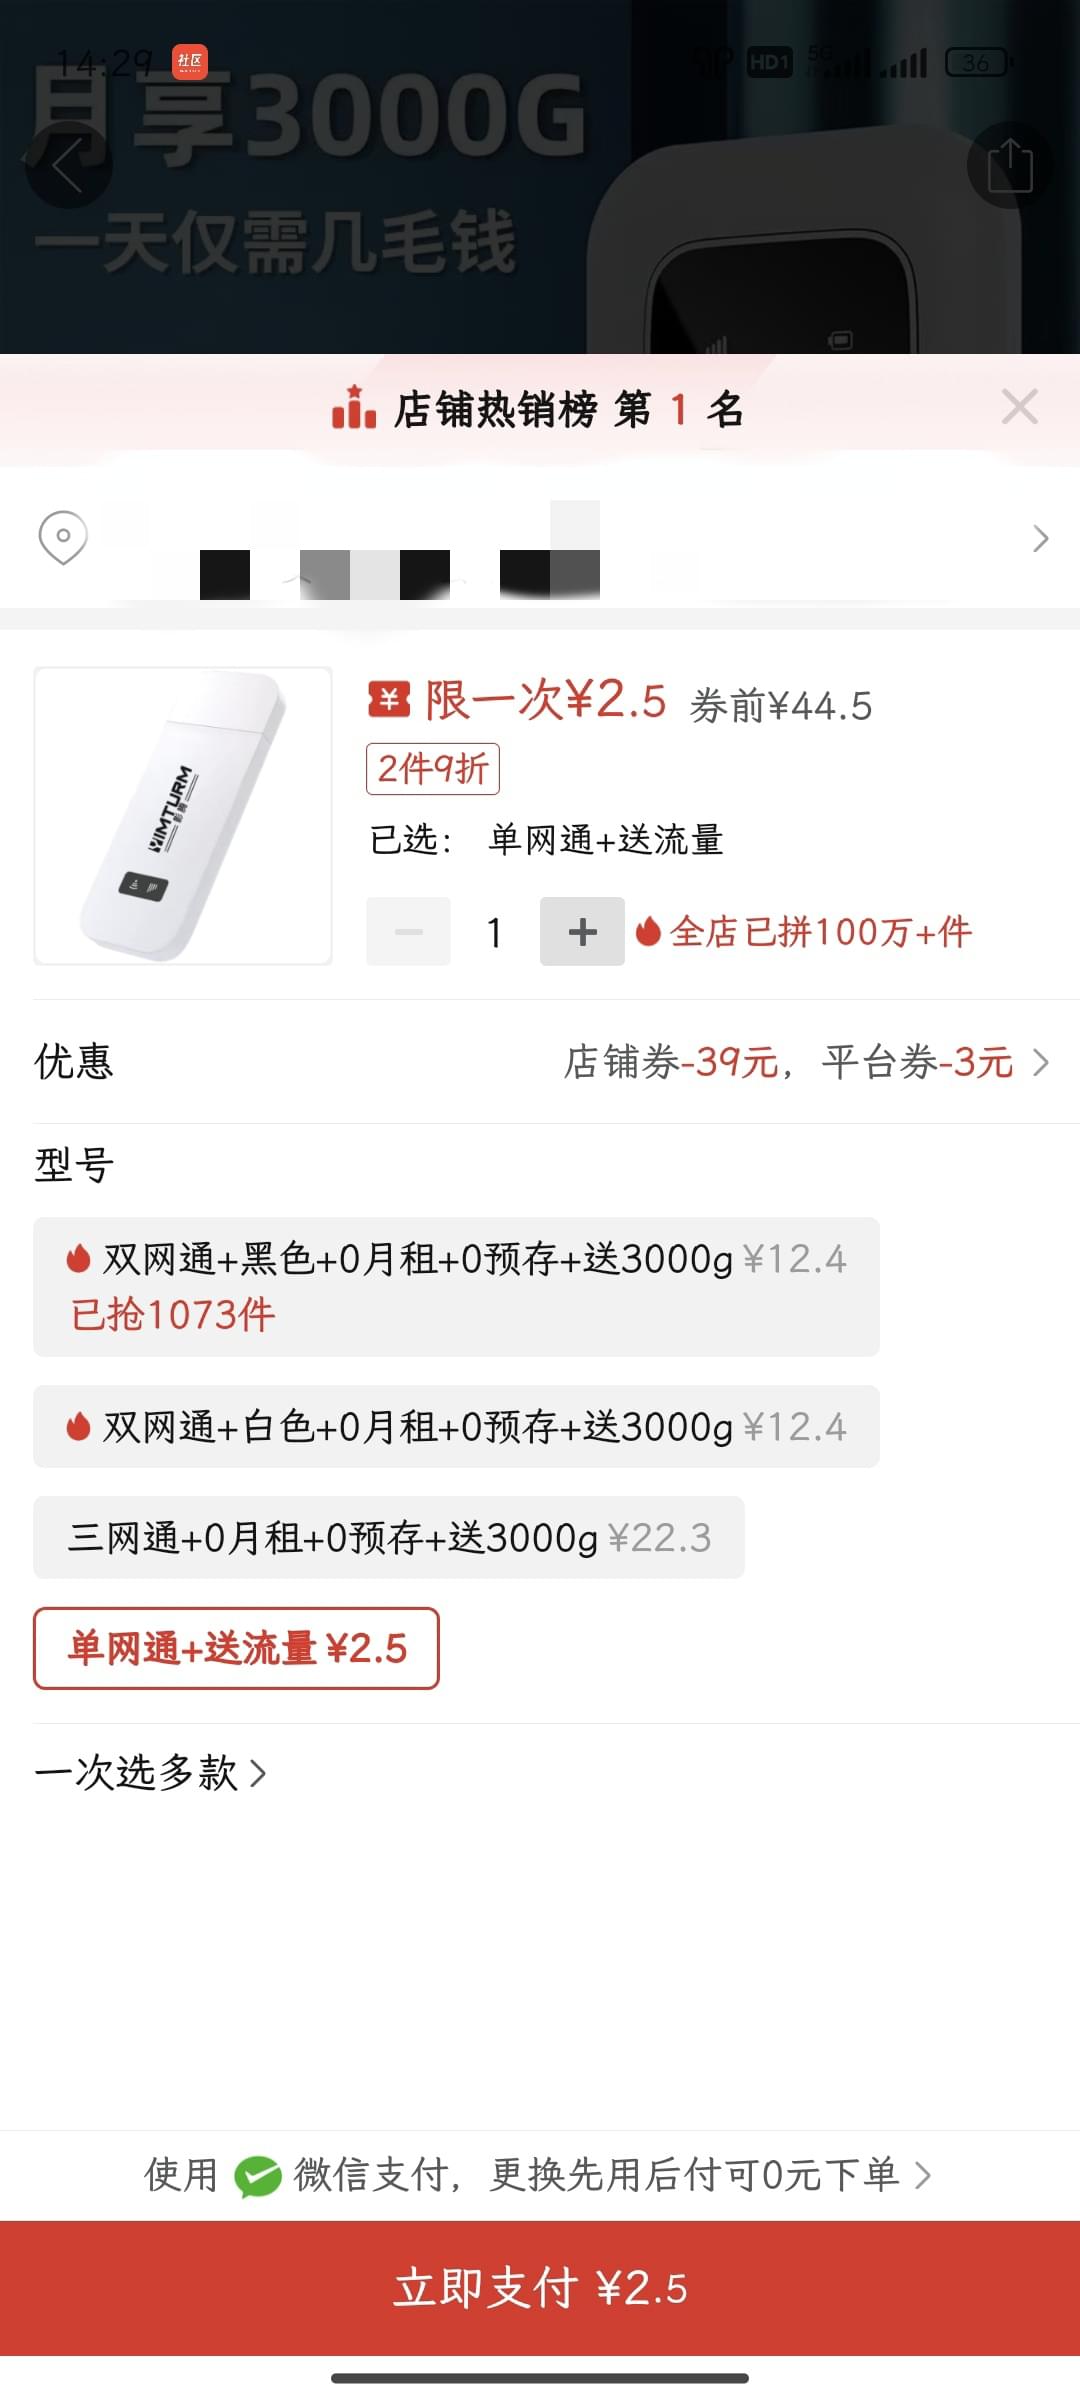 14:29
社区
HD1
5G
36
月享3000G
一天仅需几毛钱
店铺热销榜 第 1 名
WIMTURM
影腾
限一次¥2.5 券前¥44.5
2件9折
已选： 单网通+送流量
1
全店已拼100万+件
优惠
店铺券-39元，平台券-3元
型号
双网通+黑色+0月租+0预存+送3000g ¥12.4
已抢1073件
双网通+白色+0月租+0预存+送3000g ¥12.4
三网通+0月租+0预存+送3000g ¥22.3
单网通+送流量 ¥2.5
一次选多款
使用 微信支付，更换先用后付可0元下单
立即支付 ¥2.5